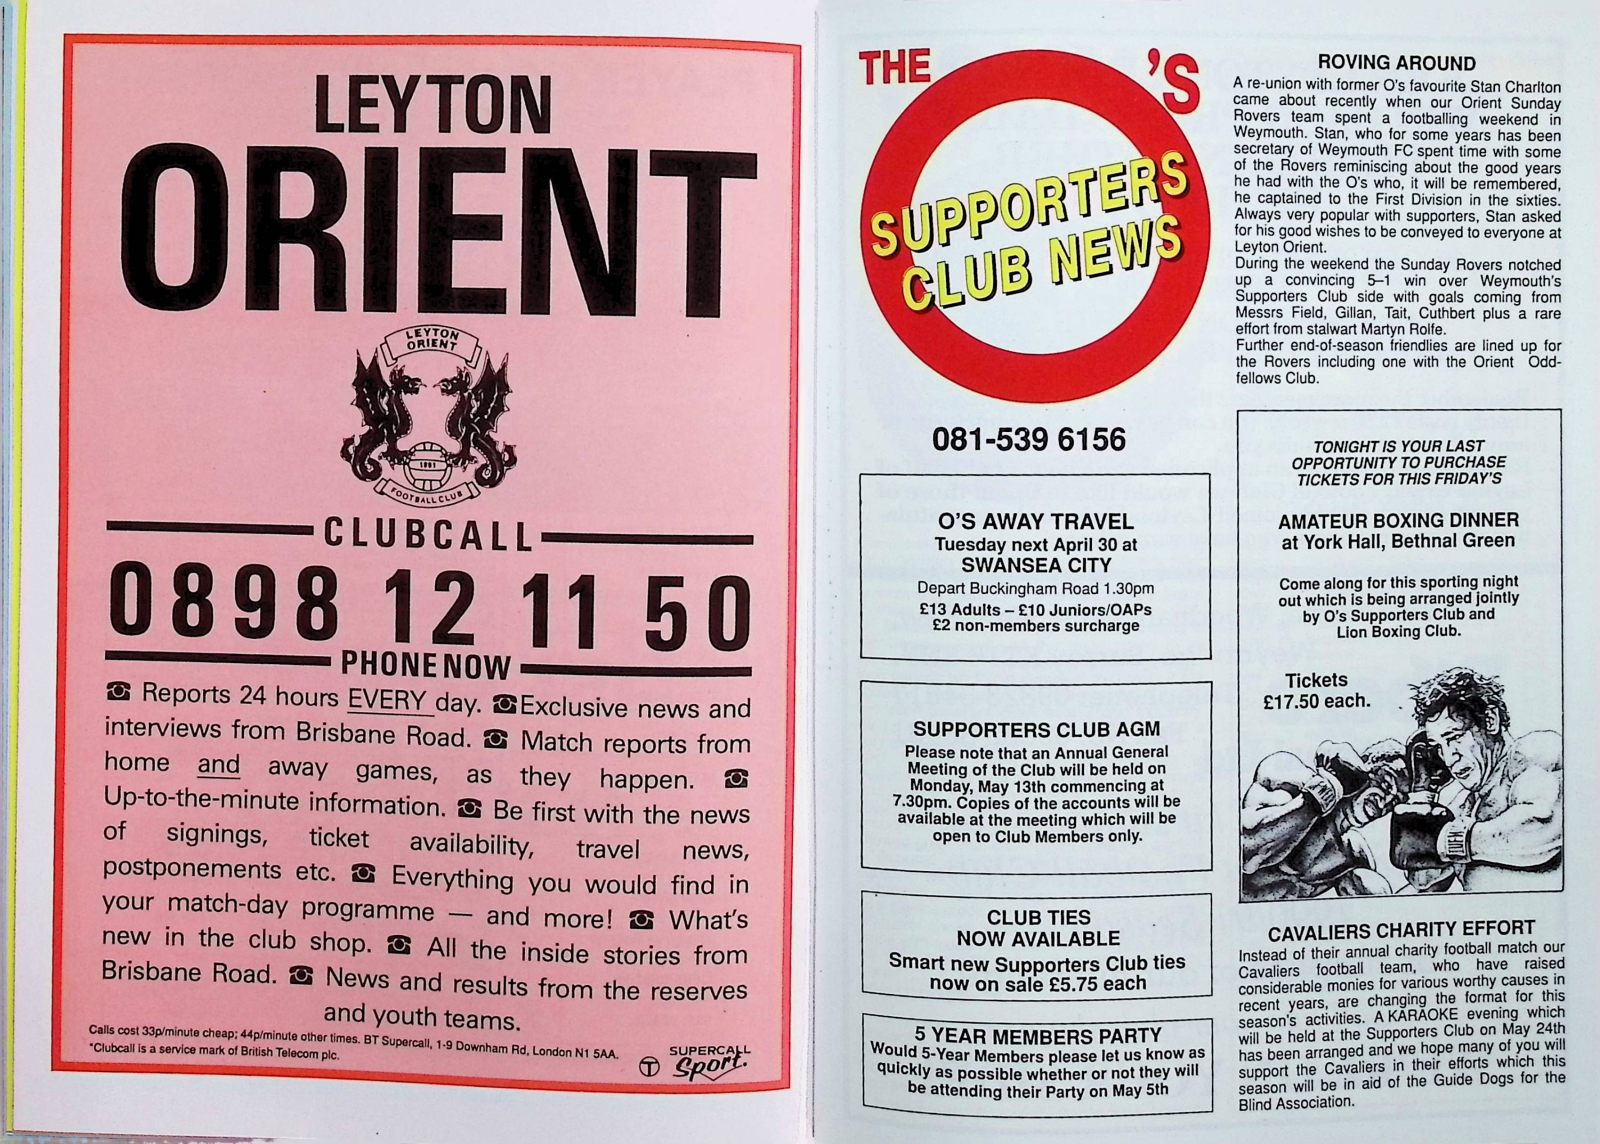 LEYTON
ORIENT
LEYTON
ORIENT
1881
FOOTBALL CLUB
CLUBCALL
0898 12 11 50
PHONE NOW
☎ Reports 24 hours EVERY day. ☎Exclusive news and
interviews from Brisbane Road. ☎ Match reports from
home and away games, as they happen. ☎
Up-to-the-minute information. ☎ Be first with the news
of signings, ticket availability, travel news,
postponements etc. ☎ Everything you would find in
your match-day programme — and more! ☎ What's
new in the club shop. ☎ All the inside stories from
Brisbane Road. ☎ News and results from the reserves
and youth teams.
Calls cost 33p/minute cheap; 44p/minute other times. BT Supercall, 1-9 Downham Rd, London N1 5AA.
*Clubcall is a service mark of British Telecom plc.
T
SUPERCALL
Sport.
THE O'S
SUPPORTERS
CLUB NEWS
081-539 6156
O'S AWAY TRAVEL
Tuesday next April 30 at
SWANSEA CITY
Depart Buckingham Road 1.30pm
£13 Adults – £10 Juniors/OAPs
£2 non-members surcharge
SUPPORTERS CLUB AGM
Please note that an Annual General
Meeting of the Club will be held on
Monday, May 13th commencing at
7.30pm. Copies of the accounts will be
available at the meeting which will be
open to Club Members only.
CLUB TIES
NOW AVAILABLE
Smart new Supporters Club ties
now on sale £5.75 each
5 YEAR MEMBERS PARTY
Would 5-Year Members please let us know as
quickly as possible whether or not they will
be attending their Party on May 5th
ROVING AROUND
A re-union with former O's favourite Stan Charlton
came about recently when our Orient Sunday
Rovers team spent a footballing weekend in
Weymouth. Stan, who for some years has been
secretary of Weymouth FC spent time with some
of the Rovers reminiscing about the good years
he had with the O's who, it will be remembered,
he captained to the First Division in the sixties.
Always very popular with supporters, Stan asked
for his good wishes to be conveyed to everyone at
Leyton Orient.
During the weekend the Sunday Rovers notched
up a convincing 5–1 win over Weymouth's
Supporters Club side with goals coming from
Messrs Field, Gillan, Tait, Cuthbert plus a rare
effort from stalwart Martyn Rolfe.
Further end-of-season friendlies are lined up for
the Rovers including one with the Orient Odd-
fellows Club.
TONIGHT IS YOUR LAST
OPPORTUNITY TO PURCHASE
TICKETS FOR THIS FRIDAY'S
AMATEUR BOXING DINNER
at York Hall, Bethnal Green
Come along for this sporting night
out which is being arranged jointly
by O's Supporters Club and
Lion Boxing Club.
Tickets
£17.50 each.
CAVALIERS CHARITY EFFORT
Instead of their annual charity football match our
Cavaliers football team, who have raised
considerable monies for various worthy causes in
recent years, are changing the format for this
season's activities. A KARAOKE evening which
will be held at the Supporters Club on May 24th
has been arranged and we hope many of you will
support the Cavaliers in their efforts which this
season will be in aid of the Guide Dogs for the
Blind Association.